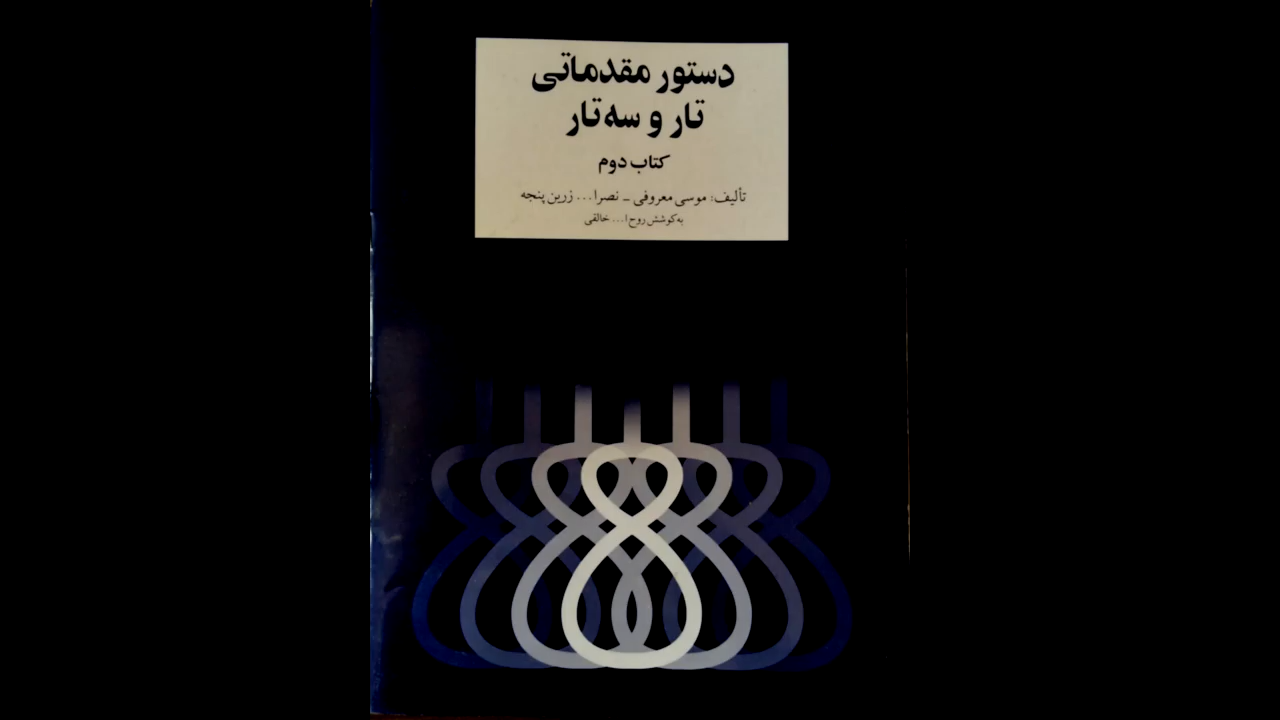 دستور مقدماتی
تار و سه‌تار
کتاب دوم
تألیف: موسی معروفی ـ نصرا... زرین پنجه
به‌کوشش روح ا... خالقی